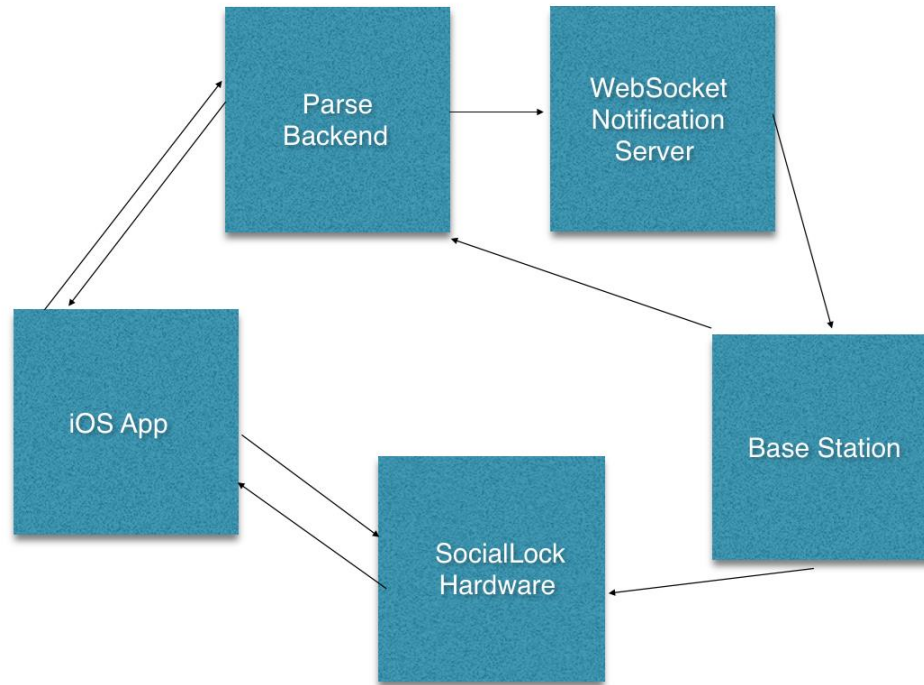 Parse
Backend
WebSocket
Notification
Server
iOS App
Base Station
SocialLock
Hardware